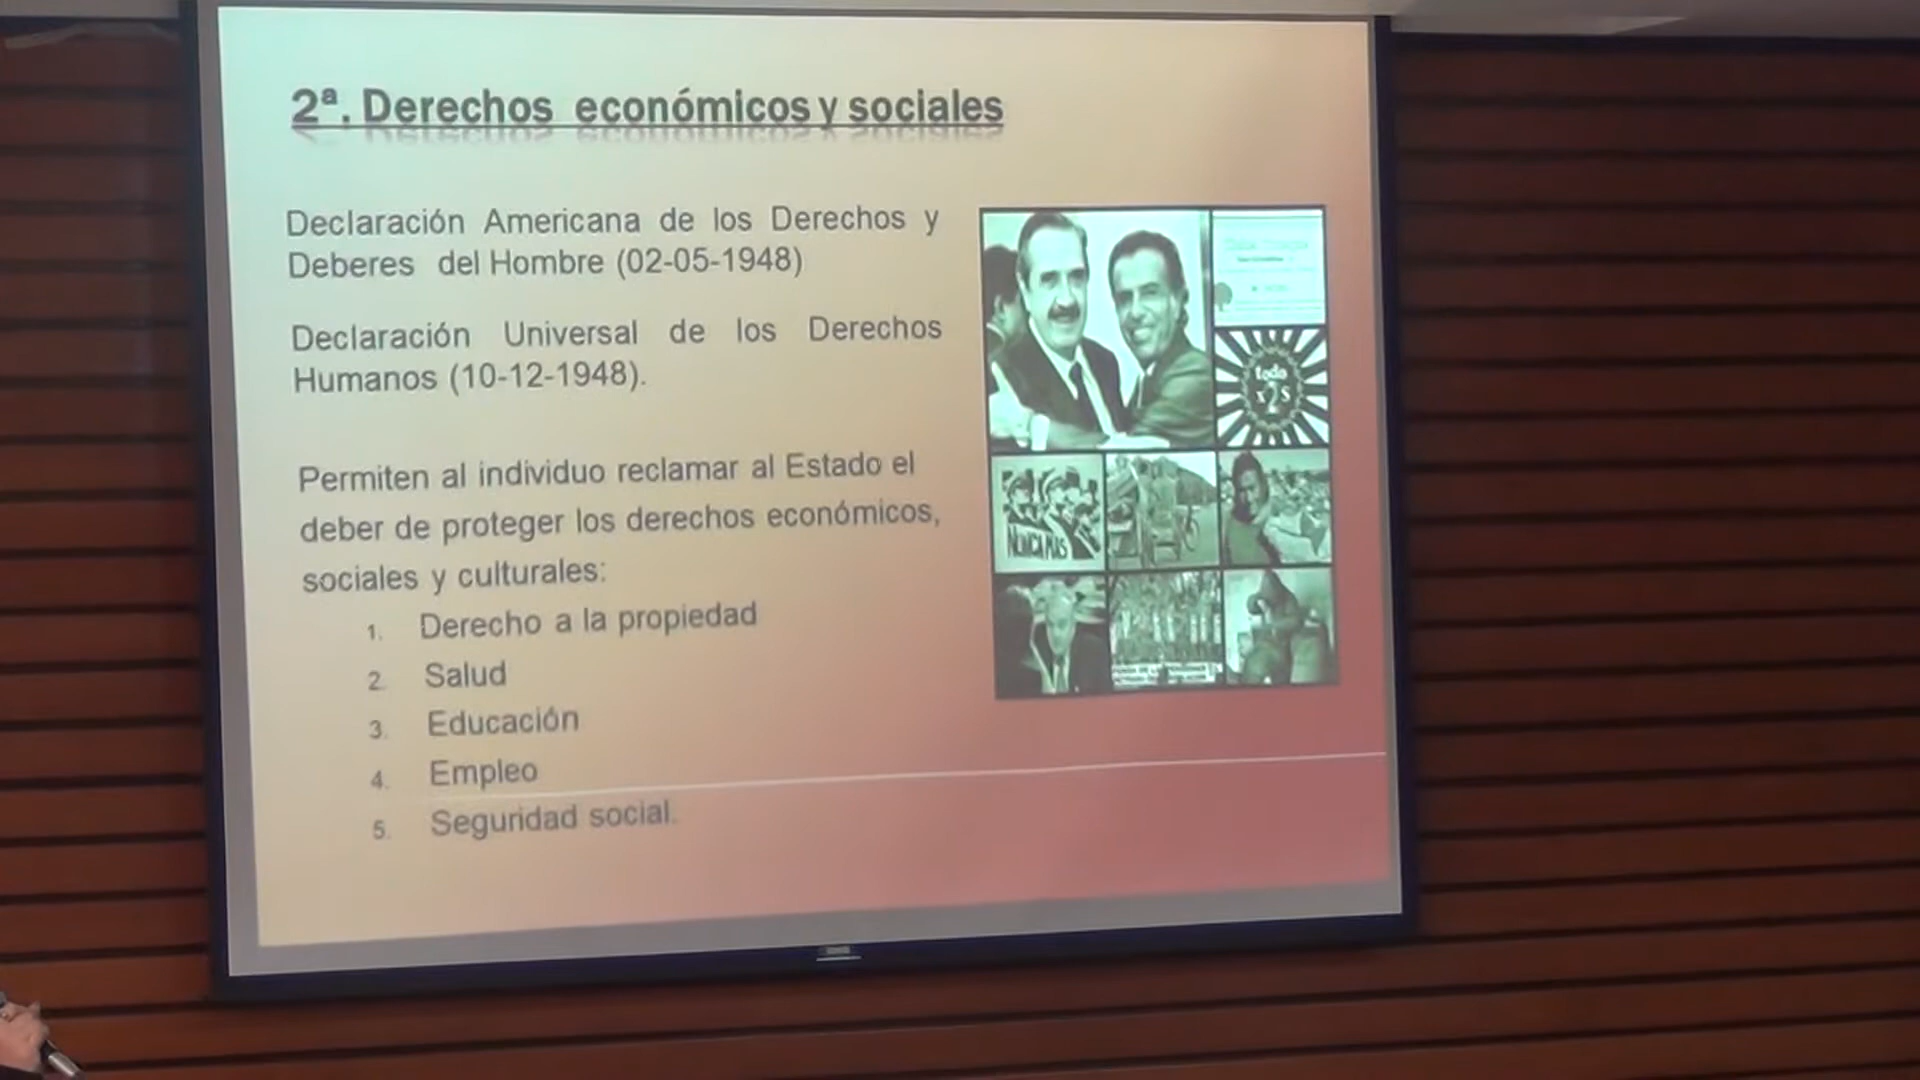 2ª. Derechos económicos y sociales
Declaración Americana de los Derechos y
Deberes del Hombre (02-05-1948)
Declaración Universal de los Derechos
Humanos (10-12-1948).
Permiten al individuo reclamar al Estado el
deber de proteger los derechos económicos,
sociales y culturales:
1. Derecho a la propiedad
2. Salud
3. Educación
4. Empleo
5. Seguridad social.
todo
x2$
NUNCA MAS